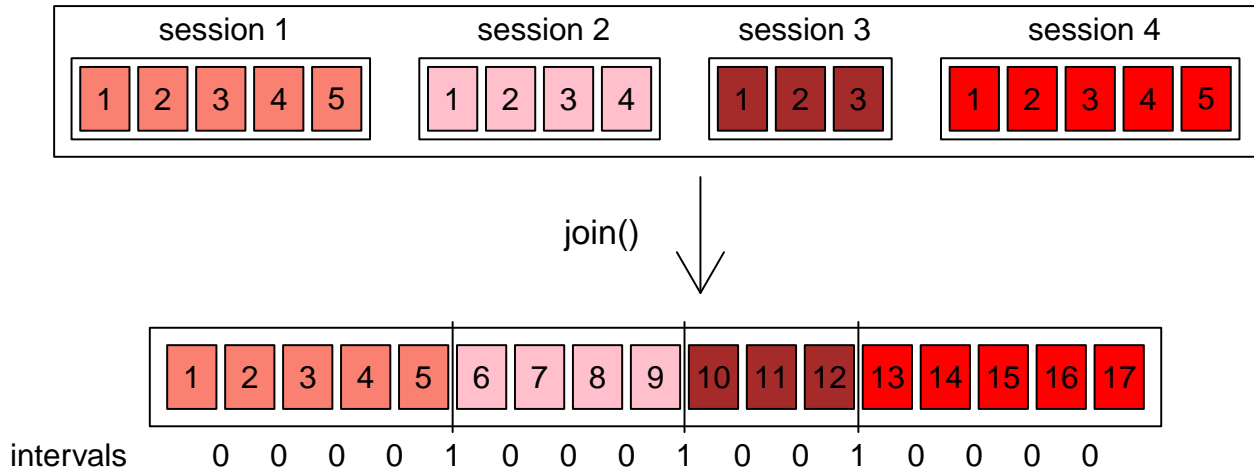 session 1 session 2 session 3 session 4
1 2 3 4 5 1 2 3 4 1 2 3 1 2 3 4 5
join()
1 2 3 4 5 6 7 8 9 10 11 12 13 14 15 16 17
intervals 0 0 0 0 1 0 0 0 1 0 0 1 0 0 0 0